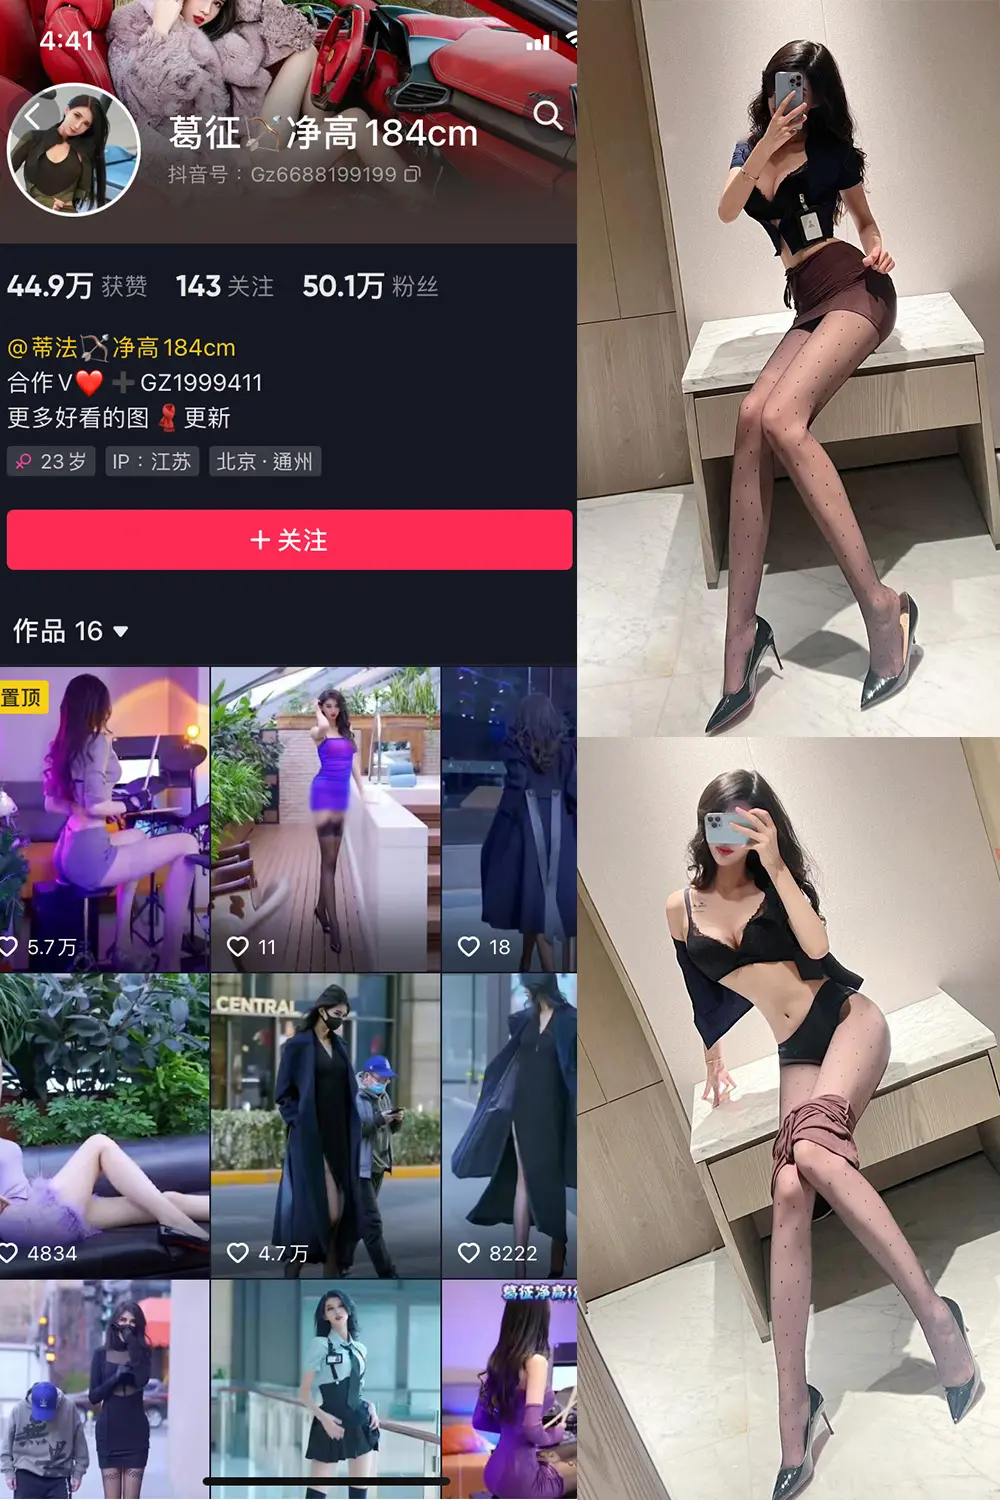 4:41
葛征🏹净高184cm
抖音号：Gz6688199199
44.9万 获赞 143 关注 50.1万 粉丝
@蒂法🏹净高184cm
合作V❤️➕GZ1999411
更多好看的图🧣更新
23岁 IP：江苏 北京·通州
+ 关注
作品 16
置顶
5.7万 11 18
CENTRAL
4834 4.7万 8222
葛征净高